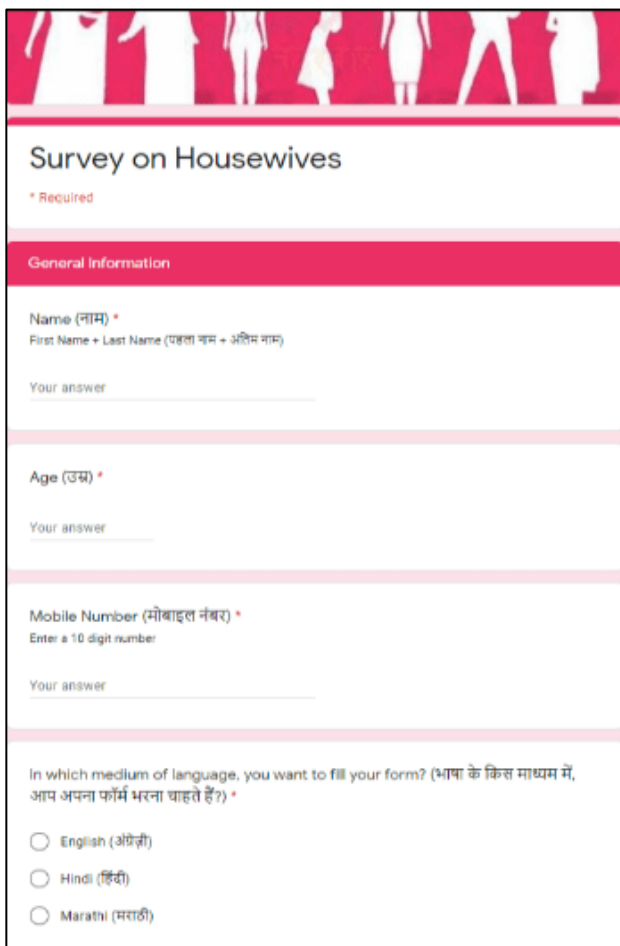 Survey on Housewives
* Required
General Information
Name (नाम) *
First Name + Last Name (पहला नाम + अंतिम नाम)
Your answer
Age (उम्र) *
Your answer
Mobile Number (मोबाइल नंबर) *
Enter a 10 digit number
Your answer
In which medium of language, you want to fill your form? (भाषा के किस माध्यम में,
आप अपना फॉर्म भरना चाहते हैं?) *
English (अंग्रेज़ी)
Hindi (हिंदी)
Marathi (मराठी)